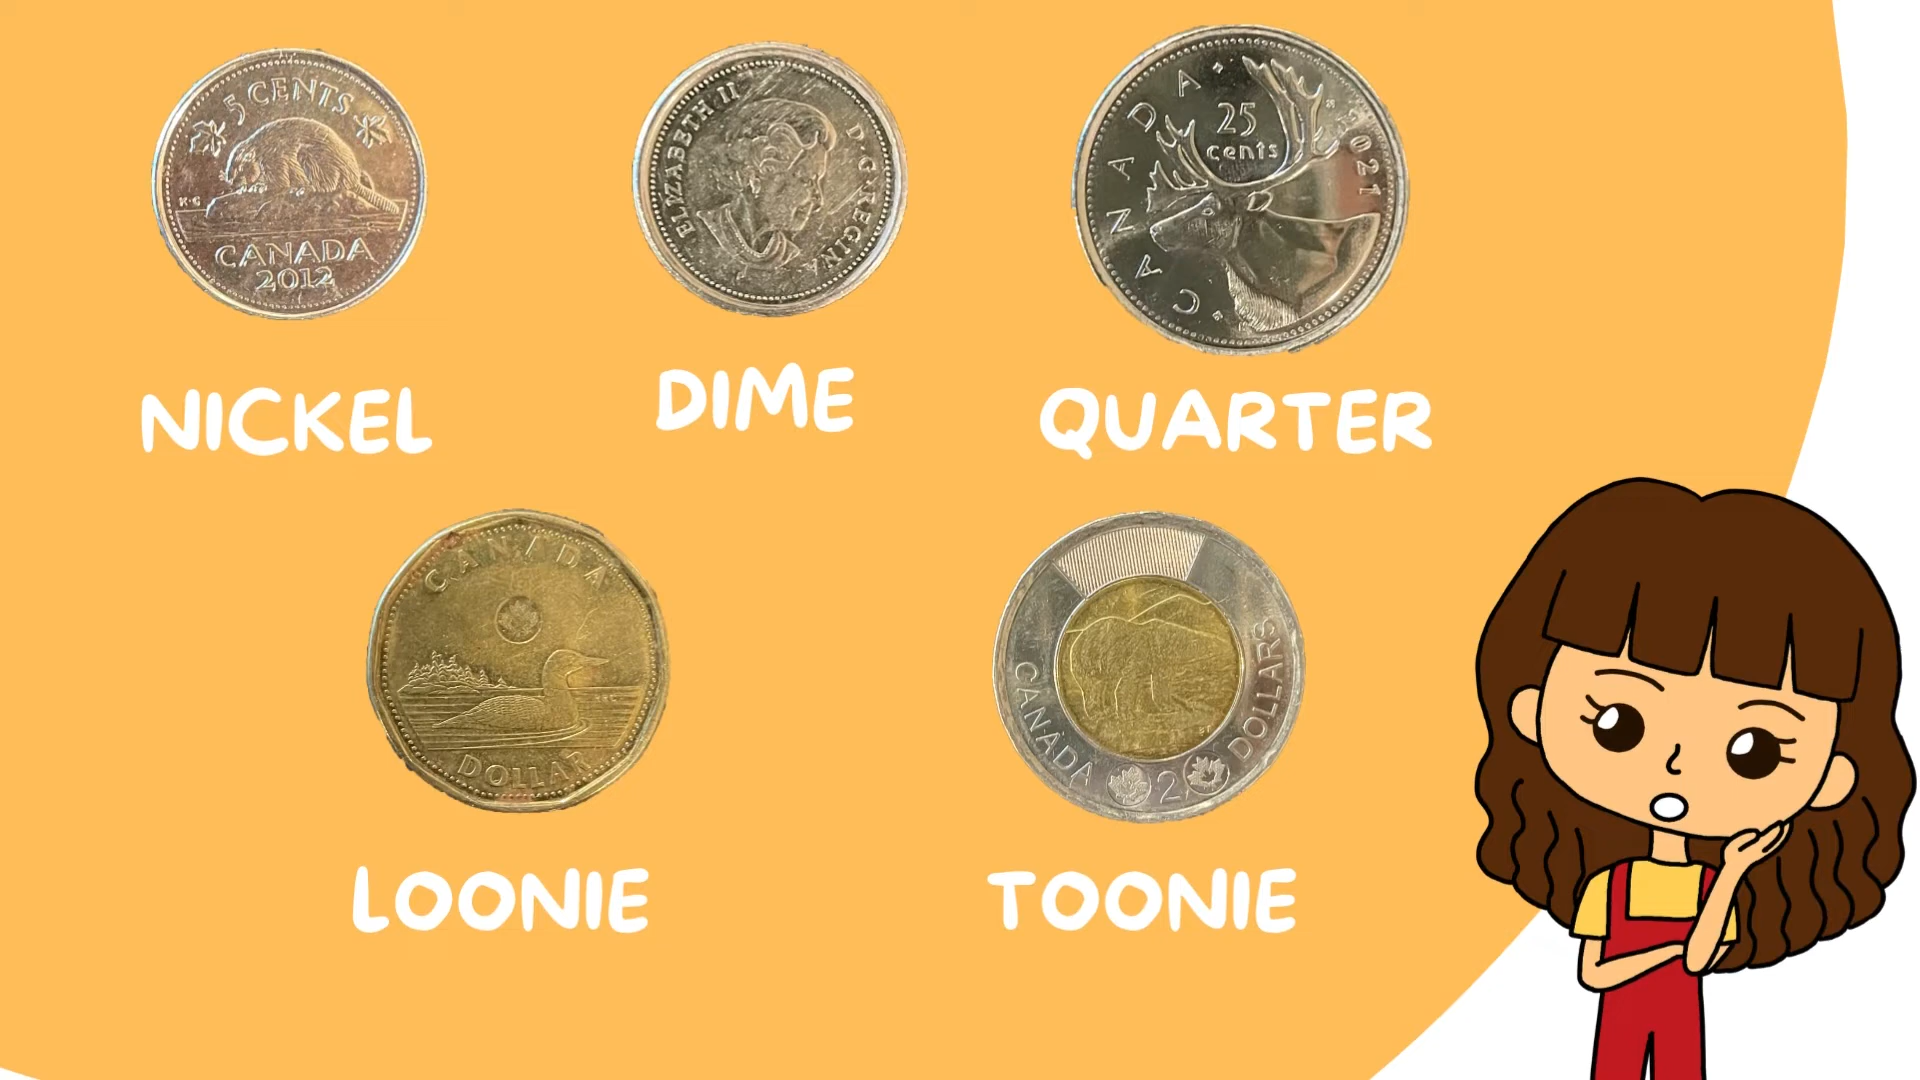 5 CENTS
K·G
CANADA
2012
ELIZABETH II D·G·REGINA
CANADA
25
cents
2021
NICKEL
DIME
QUARTER
CANADA
DOLLAR
CANADA 2 DOLLARS
LOONIE
TOONIE